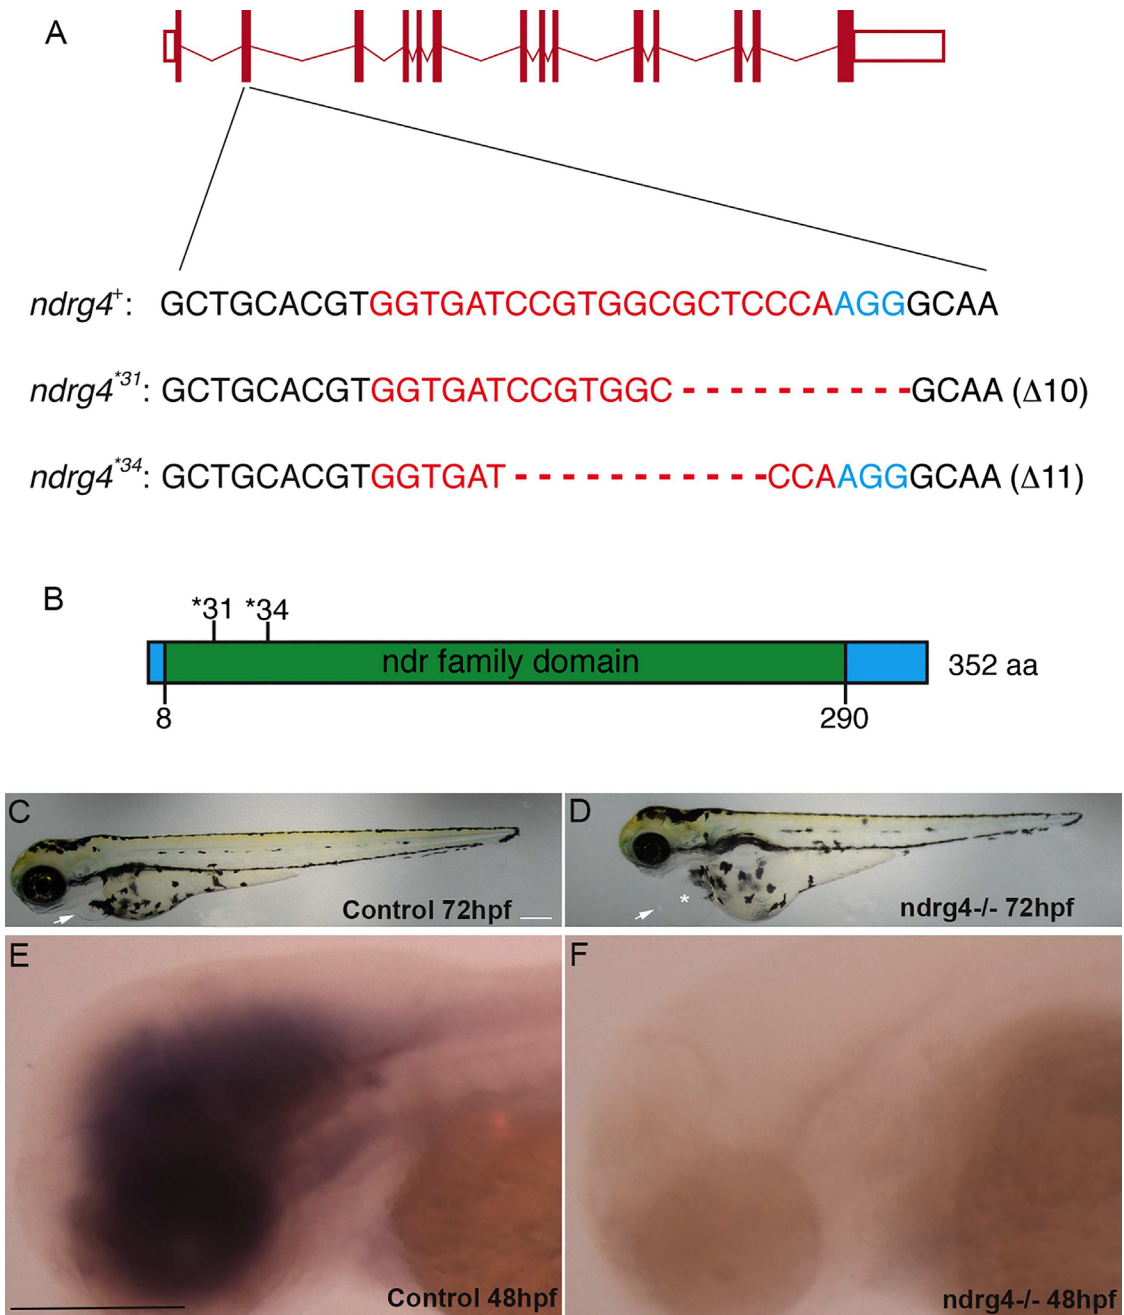 A
ndrg4+: GCTGCACGTGGTGATCCGTGGCGCTCCCAAGGGCAA
ndrg4*31: GCTGCACGTGGTGATCCGTGGC----------GCAA (Δ10)
ndrg4*34: GCTGCACGTGGTGAT-----------CCAAGGGCAA (Δ11)
B
*31 *34
ndr family domain
352 aa
8 290
C
Control 72hpf
D
*
ndrg4-/- 72hpf
E
Control 48hpf
F
ndrg4-/- 48hpf